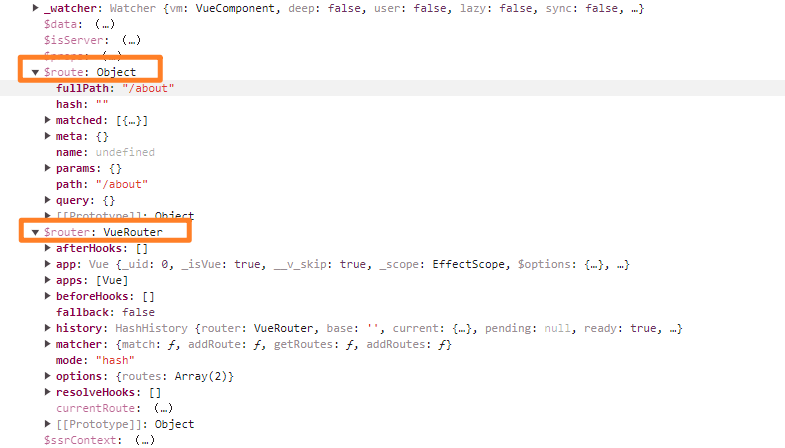 _watcher: Watcher {vm: VueComponent, deep: false, user: false, lazy: false, sync: false, …}
$data: (…)
$isServer: (…)
$props: (…)
$route: Object
fullPath: "/about"
hash: ""
matched: [{…}]
meta: {}
name: undefined
params: {}
path: "/about"
query: {}
[[Prototype]]: Object
$router: VueRouter
afterHooks: []
app: Vue {_uid: 0, _isVue: true, __v_skip: true, _scope: EffectScope, $options: {…}, …}
apps: [Vue]
beforeHooks: []
fallback: false
history: HashHistory {router: VueRouter, base: '', current: {…}, pending: null, ready: true, …}
matcher: {match: ƒ, addRoute: ƒ, getRoutes: ƒ, addRoutes: ƒ}
mode: "hash"
options: {routes: Array(2)}
resolveHooks: []
currentRoute: (…)
[[Prototype]]: Object
$ssrContext: (…)